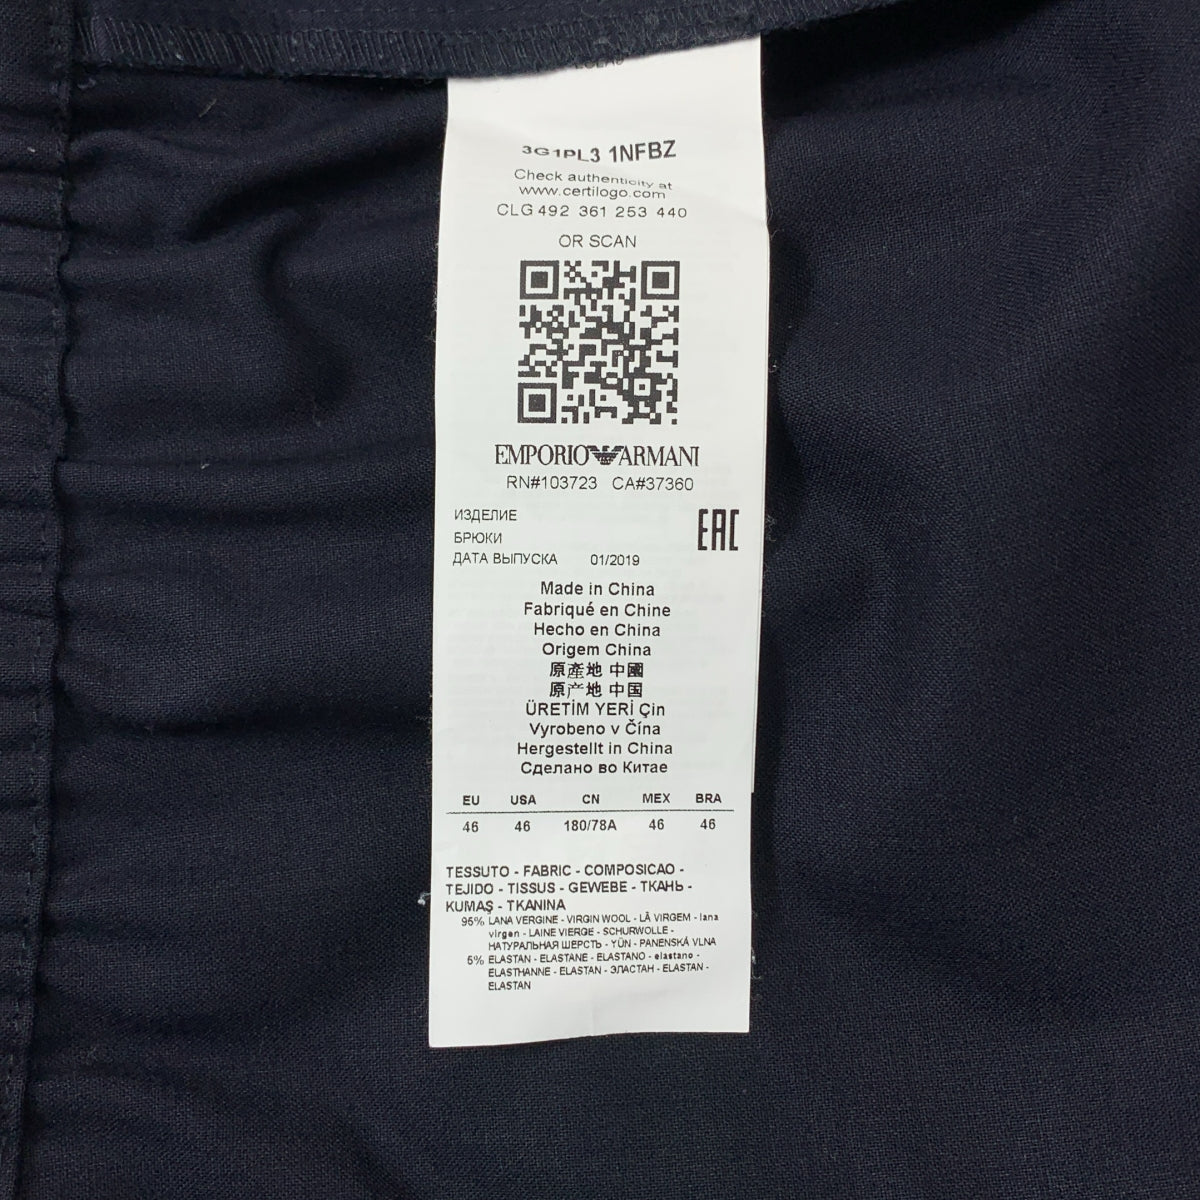 3G1PL3 1NFBZ
Check authenticity at
www.certilogo.com
CLG 492 361 253 440
OR SCAN
EMPORIO ARMANI
RN#103723 CA#37360
ИЗДЕЛИЕ
БРЮКИ
ДАТА ВЫПУСКА 01/2019
EAC
Made in China
Fabriqué en Chine
Hecho en China
Origem China
原產地 中國
原产地 中国
ÜRETİM YERİ Çin
Vyrobeno v Čína
Hergestellt in China
Сделано во Китае
EU USA CN MEX BRA
46 46 180/78A 46 46
TESSUTO - FABRIC - COMPOSICAO -
TEJIDO - TISSUS - GEWEBE - ТКАНЬ -
KUMAŞ - TKANINA
95% LANA VERGINE - VIRGIN WOOL - LÃ VIRGEM - lana
virgen - LAINE VIERGE - SCHURWOLLE -
НАТУРАЛЬНАЯ ШЕРСТЬ - YÜN - PANENSKÁ VLNA
5% ELASTAN - ELASTANE - ELASTANO - elastano -
ELASTHANNE - ELASTAN - ЭЛАСТАН - ELASTAN -
ELASTAN